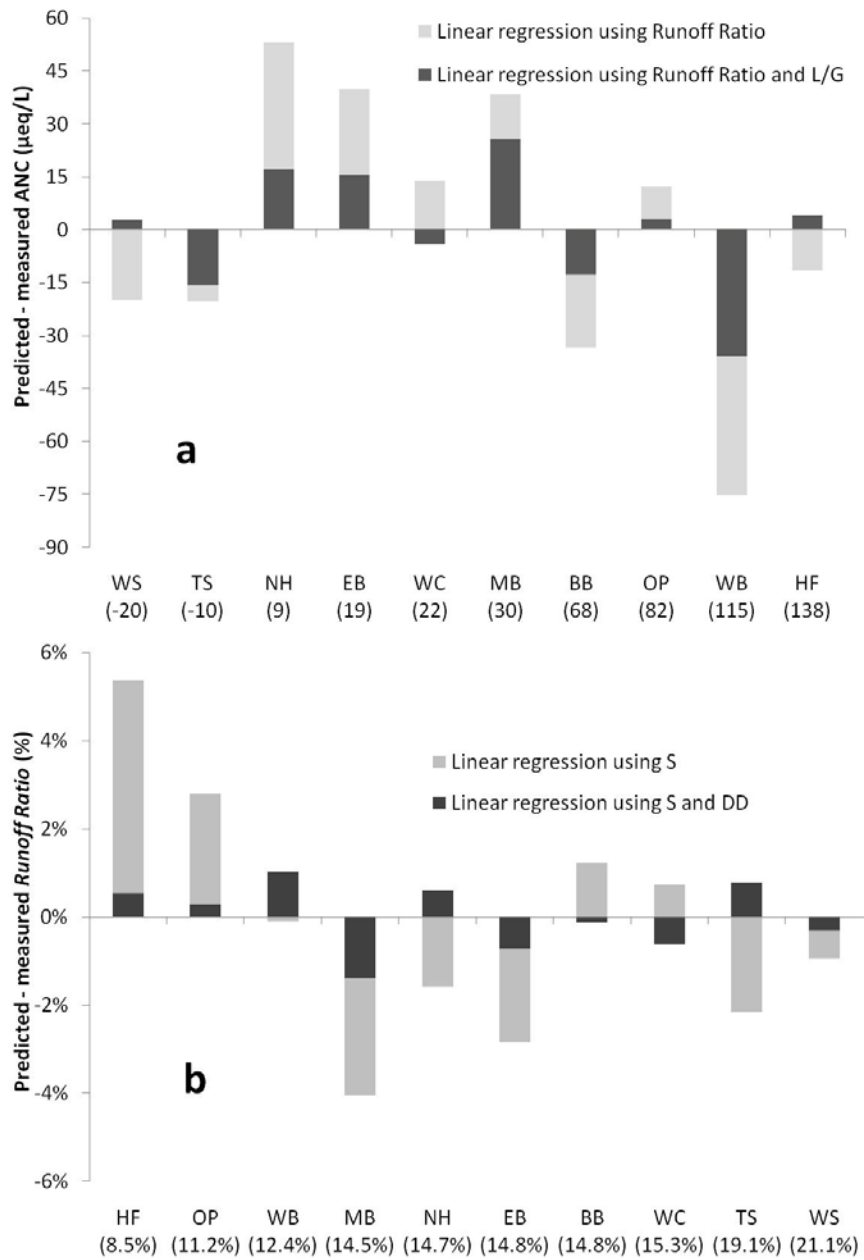 60
45
30
15
0
-15
-30
-45
-60
-75
-90
Predicted - measured ANC (µeq/L)
Linear regression using Runoff Ratio
Linear regression using Runoff Ratio and L/G
a
WS TS NH EB WC MB BB OP WB HF
(-20) (-10) (9) (19) (22) (30) (68) (82) (115) (138)
6%
4%
2%
0%
-2%
-4%
-6%
Predicted - measured Runoff Ratio (%)
Linear regression using S
Linear regression using S and DD
b
HF OP WB MB NH EB BB WC TS WS
(8.5%) (11.2%) (12.4%) (14.5%) (14.7%) (14.8%) (14.8%) (15.3%) (19.1%) (21.1%)